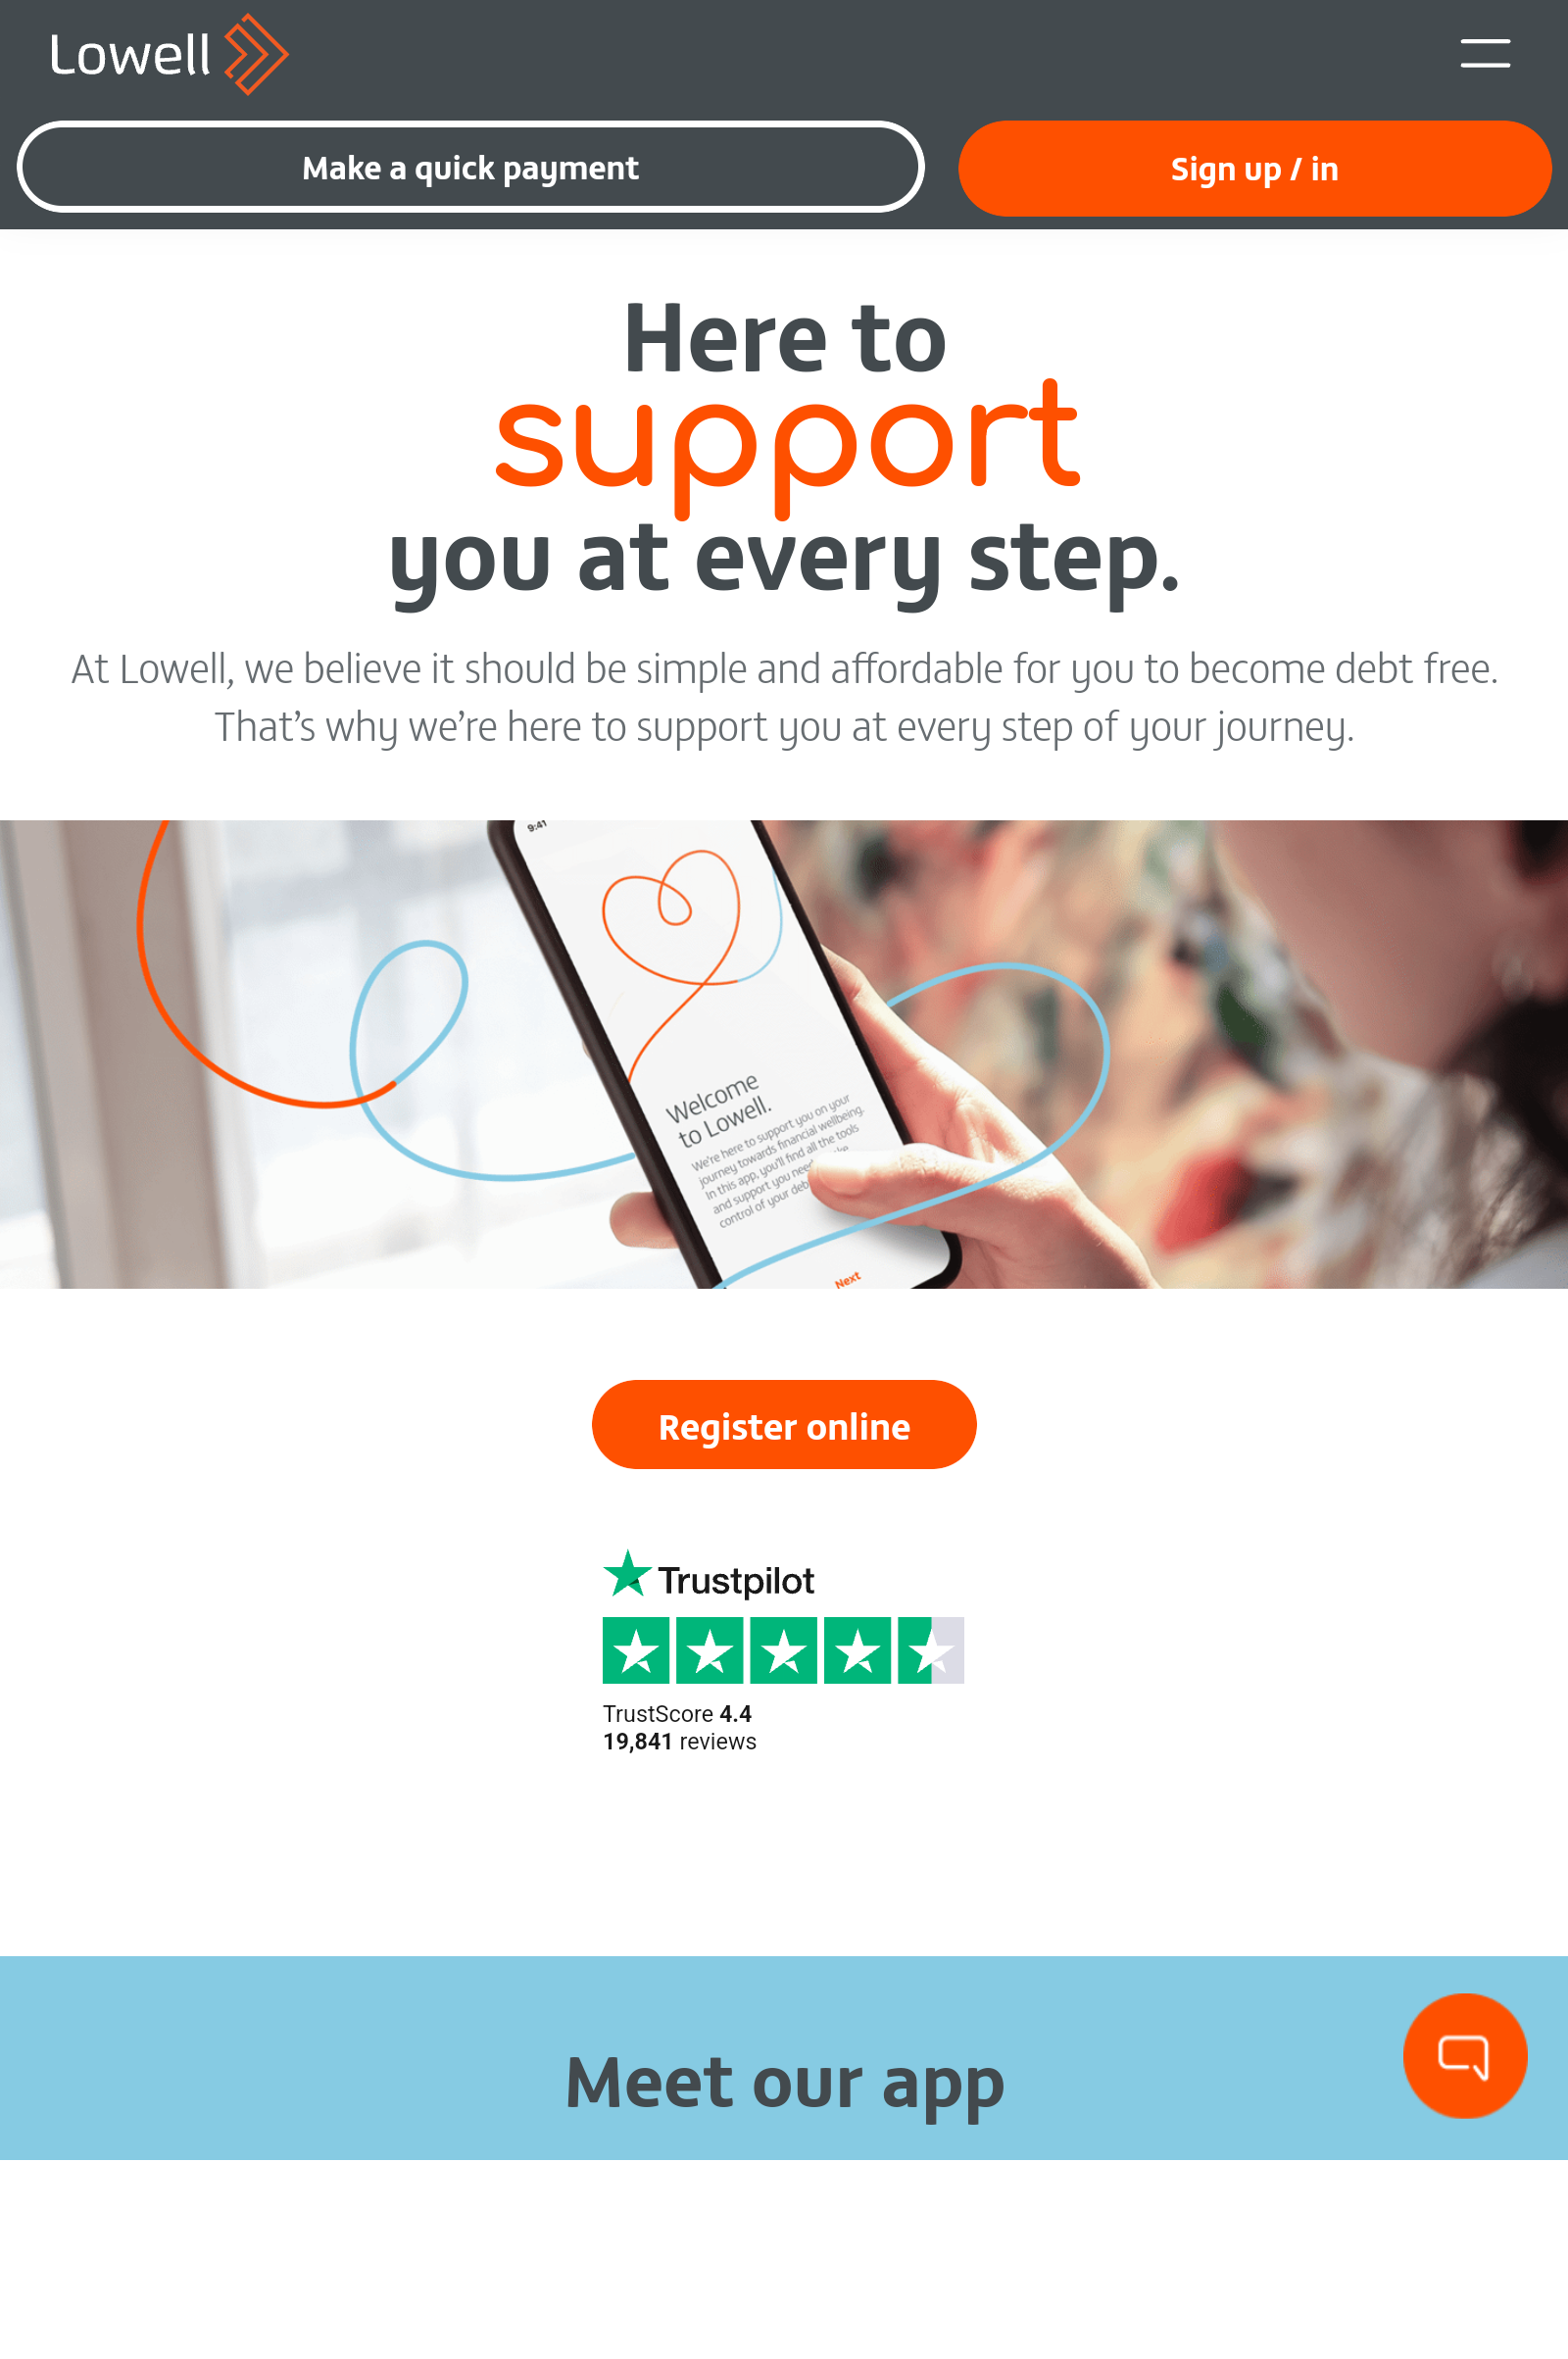 Lowell
Make a quick payment
Sign up / in
Here to
support
you at every step.
At Lowell, we believe it should be simple and affordable for you to become debt free.
That’s why we’re here to support you at every step of your journey.
9:41
Welcome
to Lowell.
We're here to support you on your
journey towards financial wellbeing.
In this app, you'll find all the tools
and support you need
control of your
Next
Register online
Trustpilot
TrustScore 4.4
19,841 reviews
Meet our app